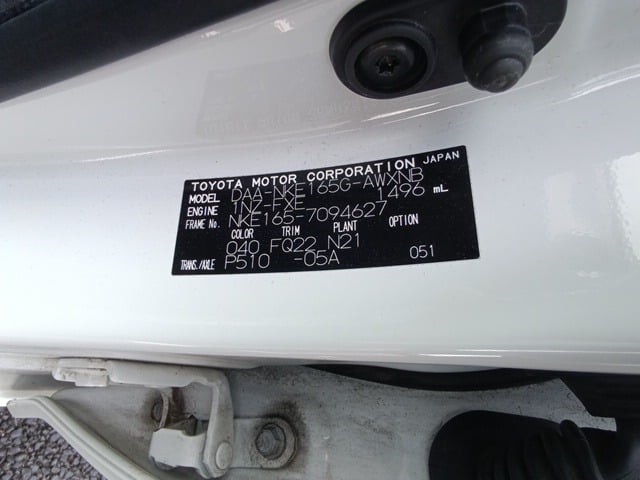 TOYOTA MOTOR CORPORATION JAPAN
MODEL DAA-NKE165G-AWXNB
ENGINE 1NZ-FXE 1496 mL
FRAME No. NKE165-7094627
COLOR TRIM PLANT OPTION
040 FQ22 N21
TRANS./AXLE P510 -05A 051